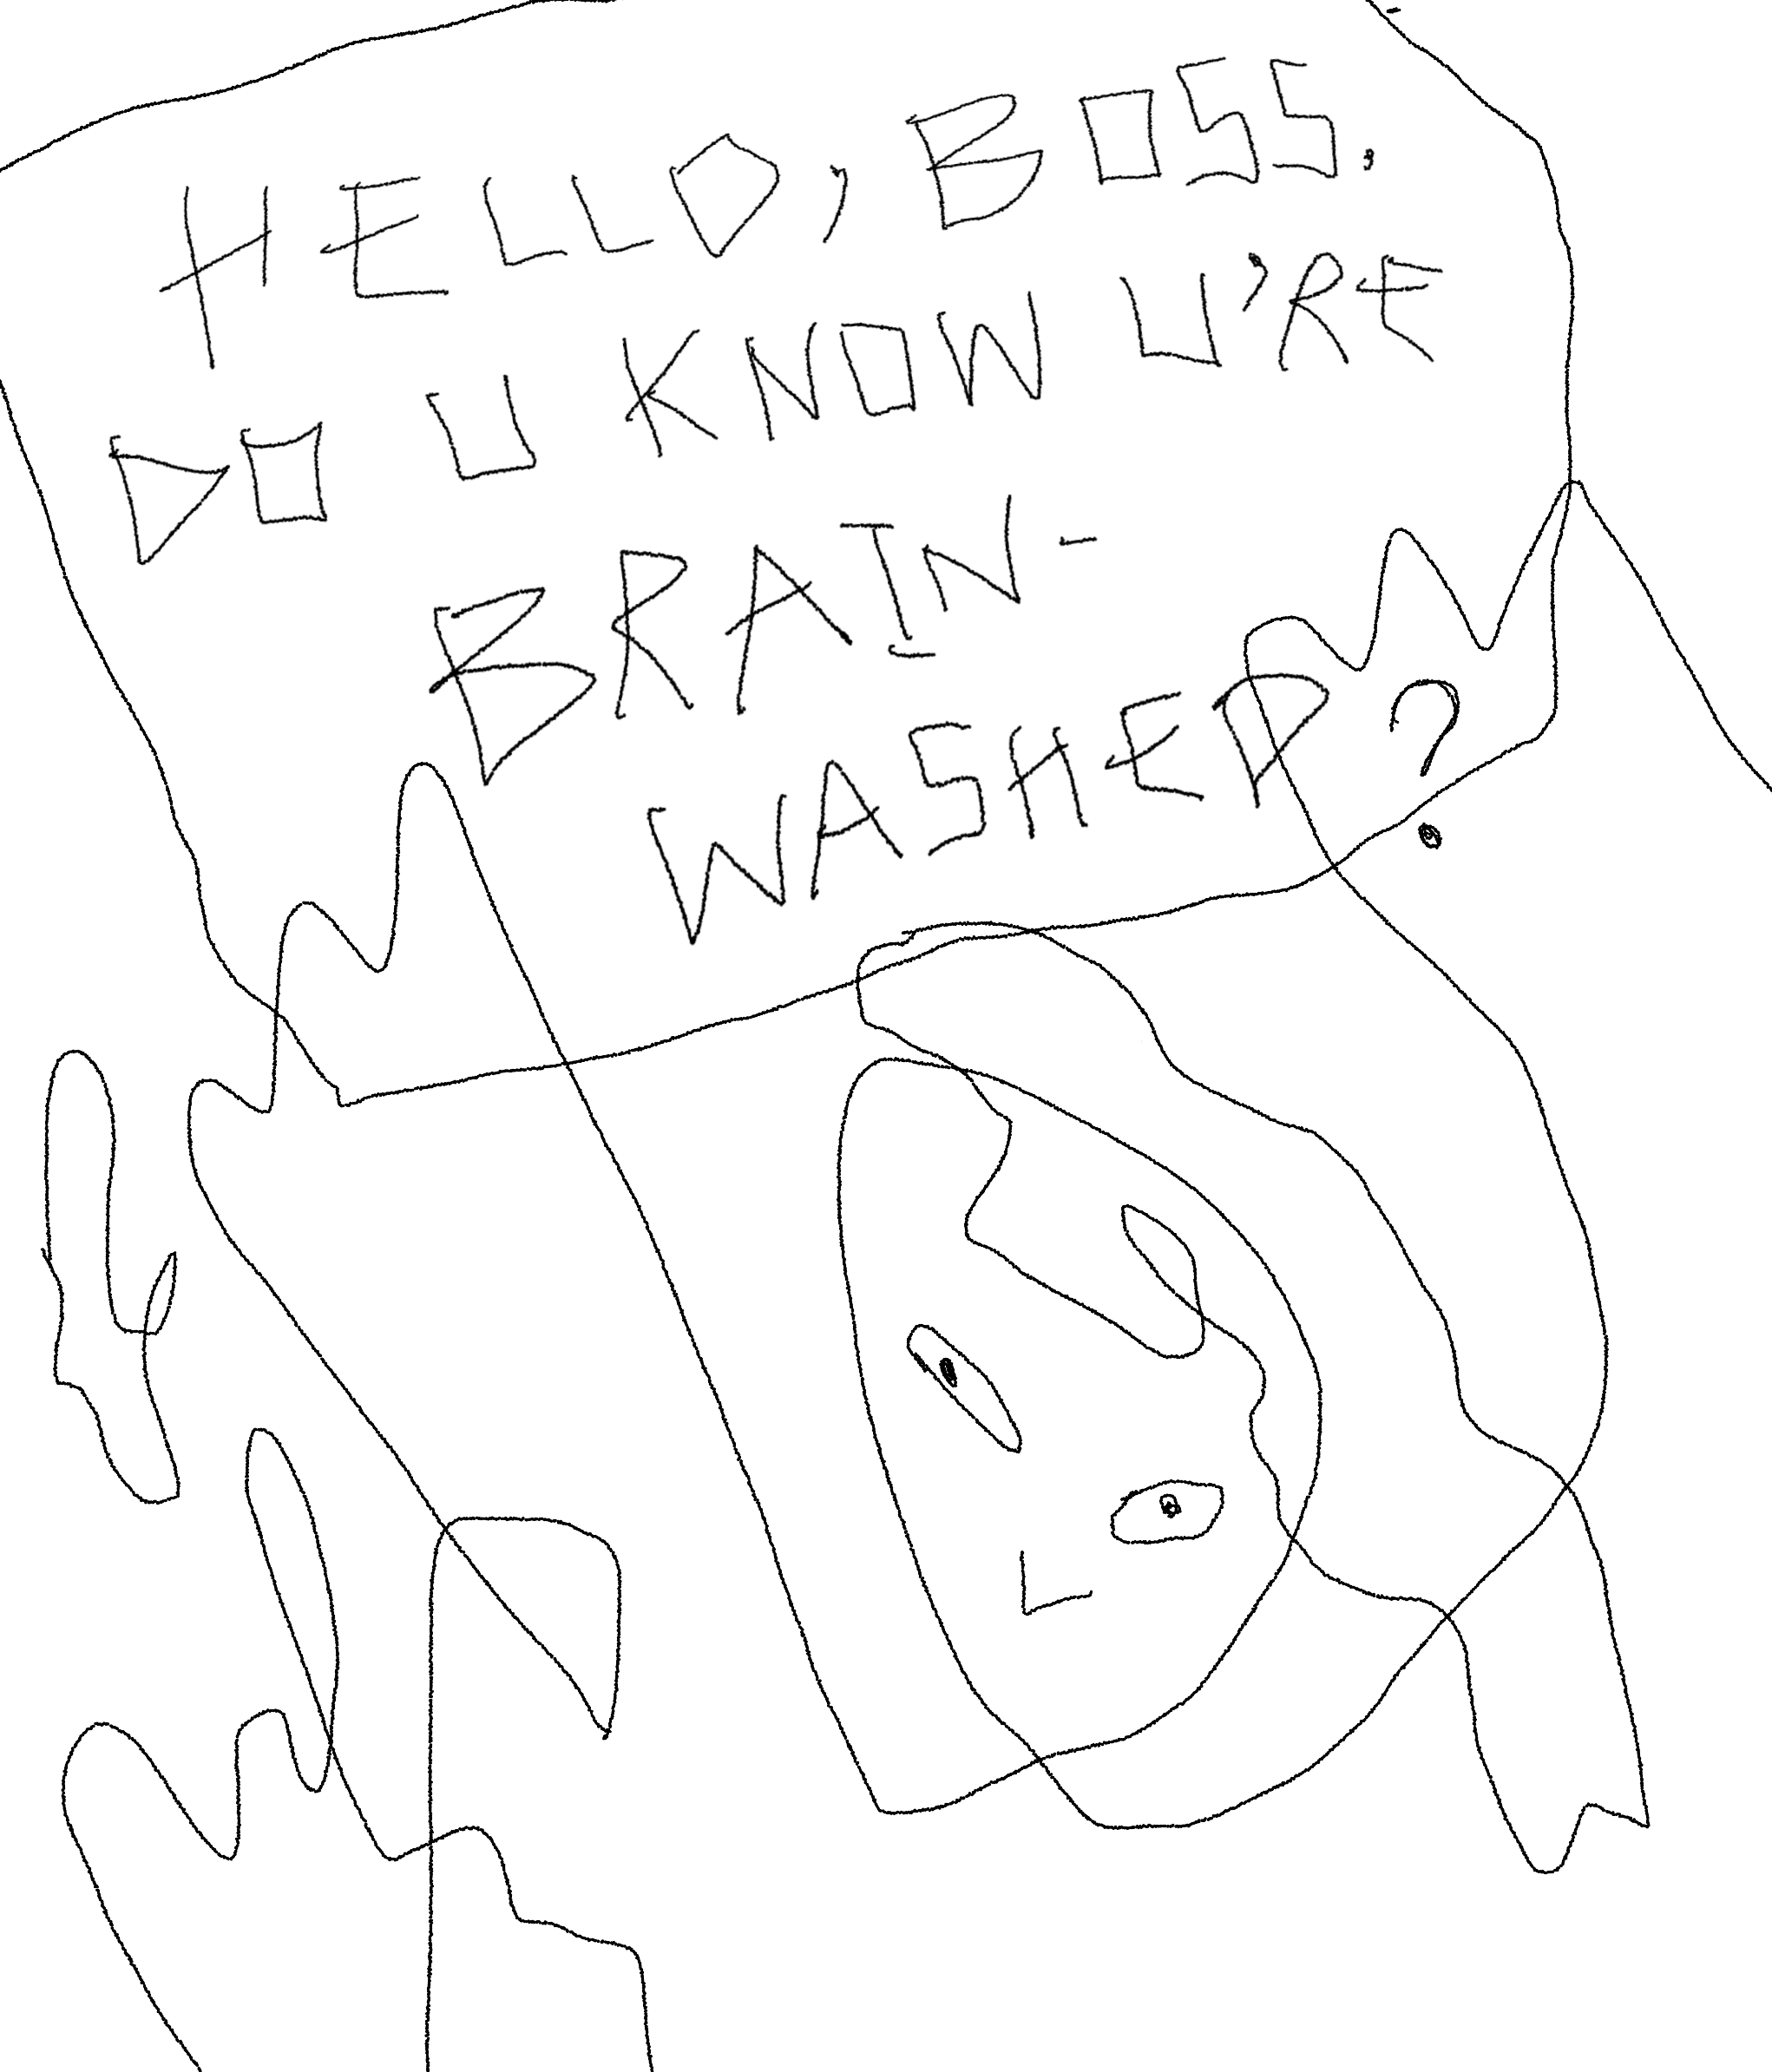 HELLO, BOSS.
DO U KNOW U'RE
BRAIN-
WASHED?